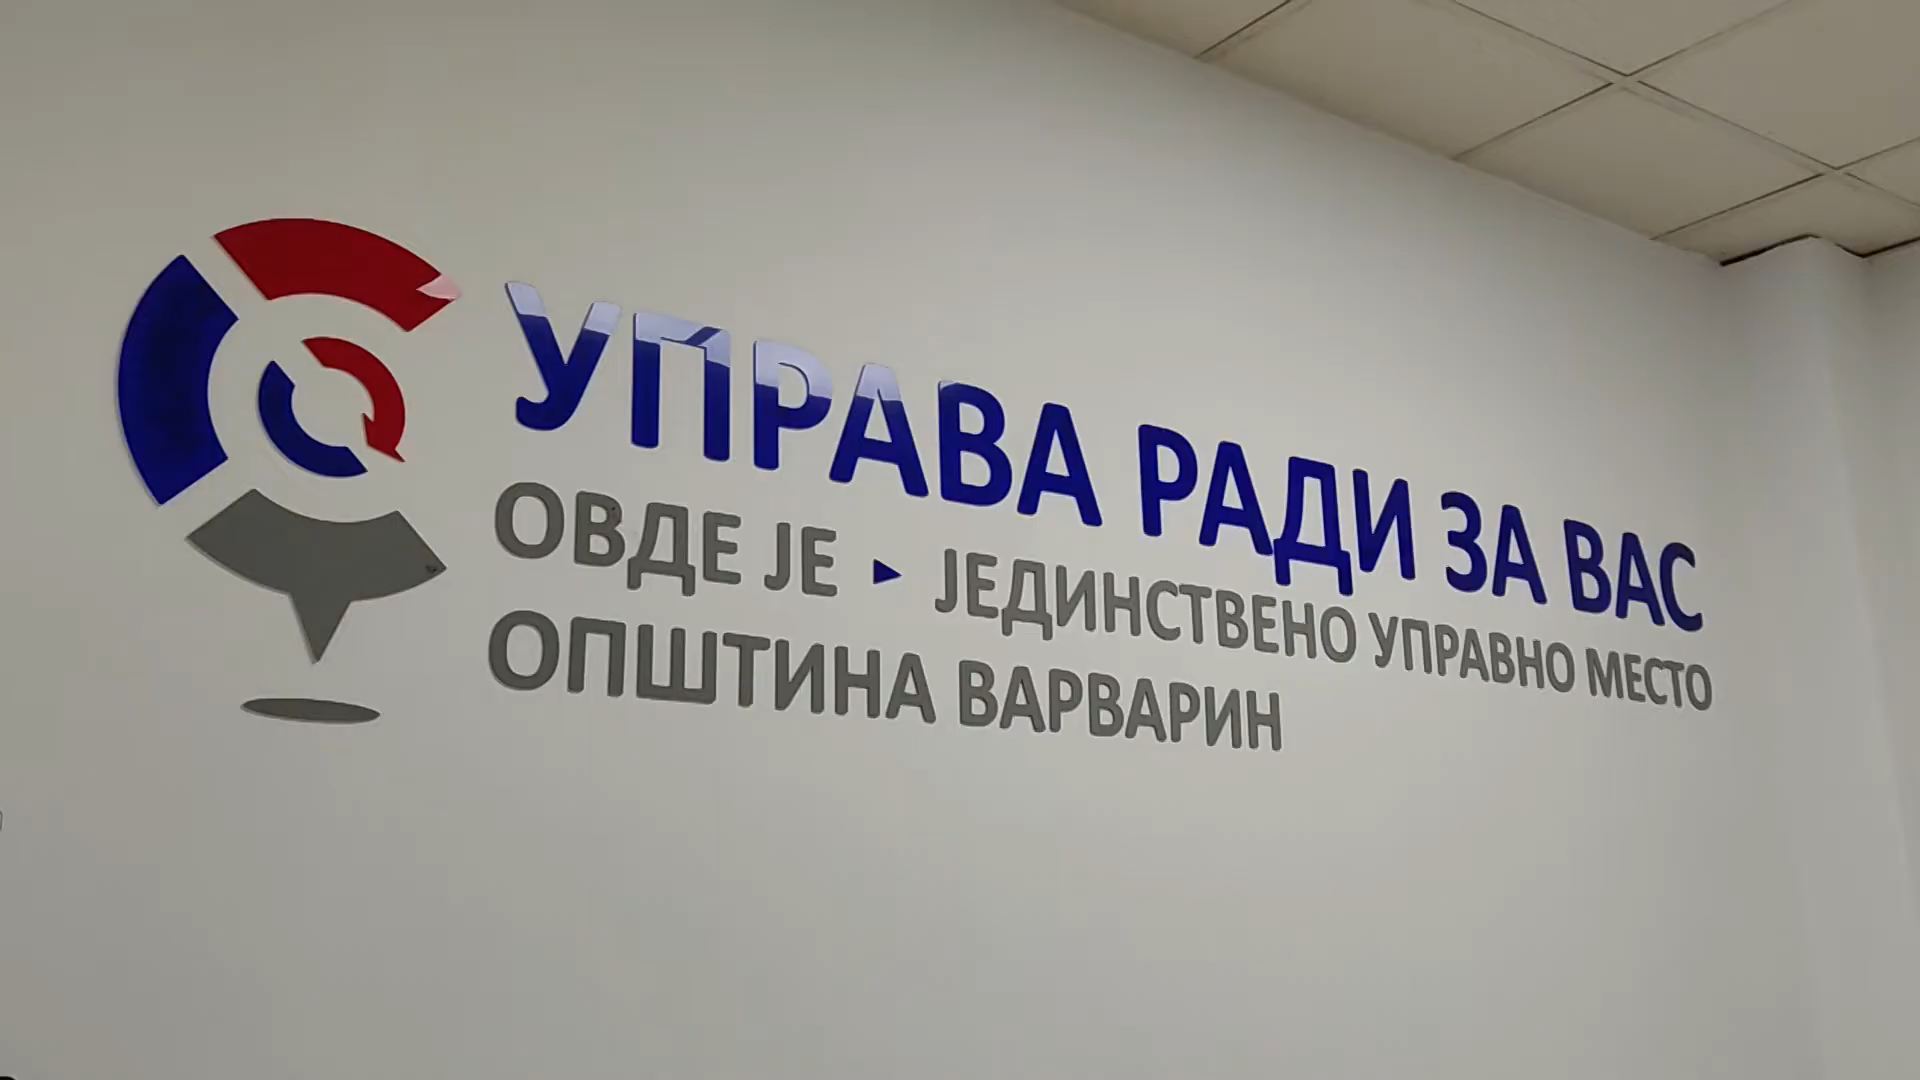 УПРАВА РАДИ ЗА ВАС
ОВДЕ ЈЕ ▸ ЈЕДИНСТВЕНО УПРАВНО МЕСТО
ОПШТИНА ВАРВАРИН